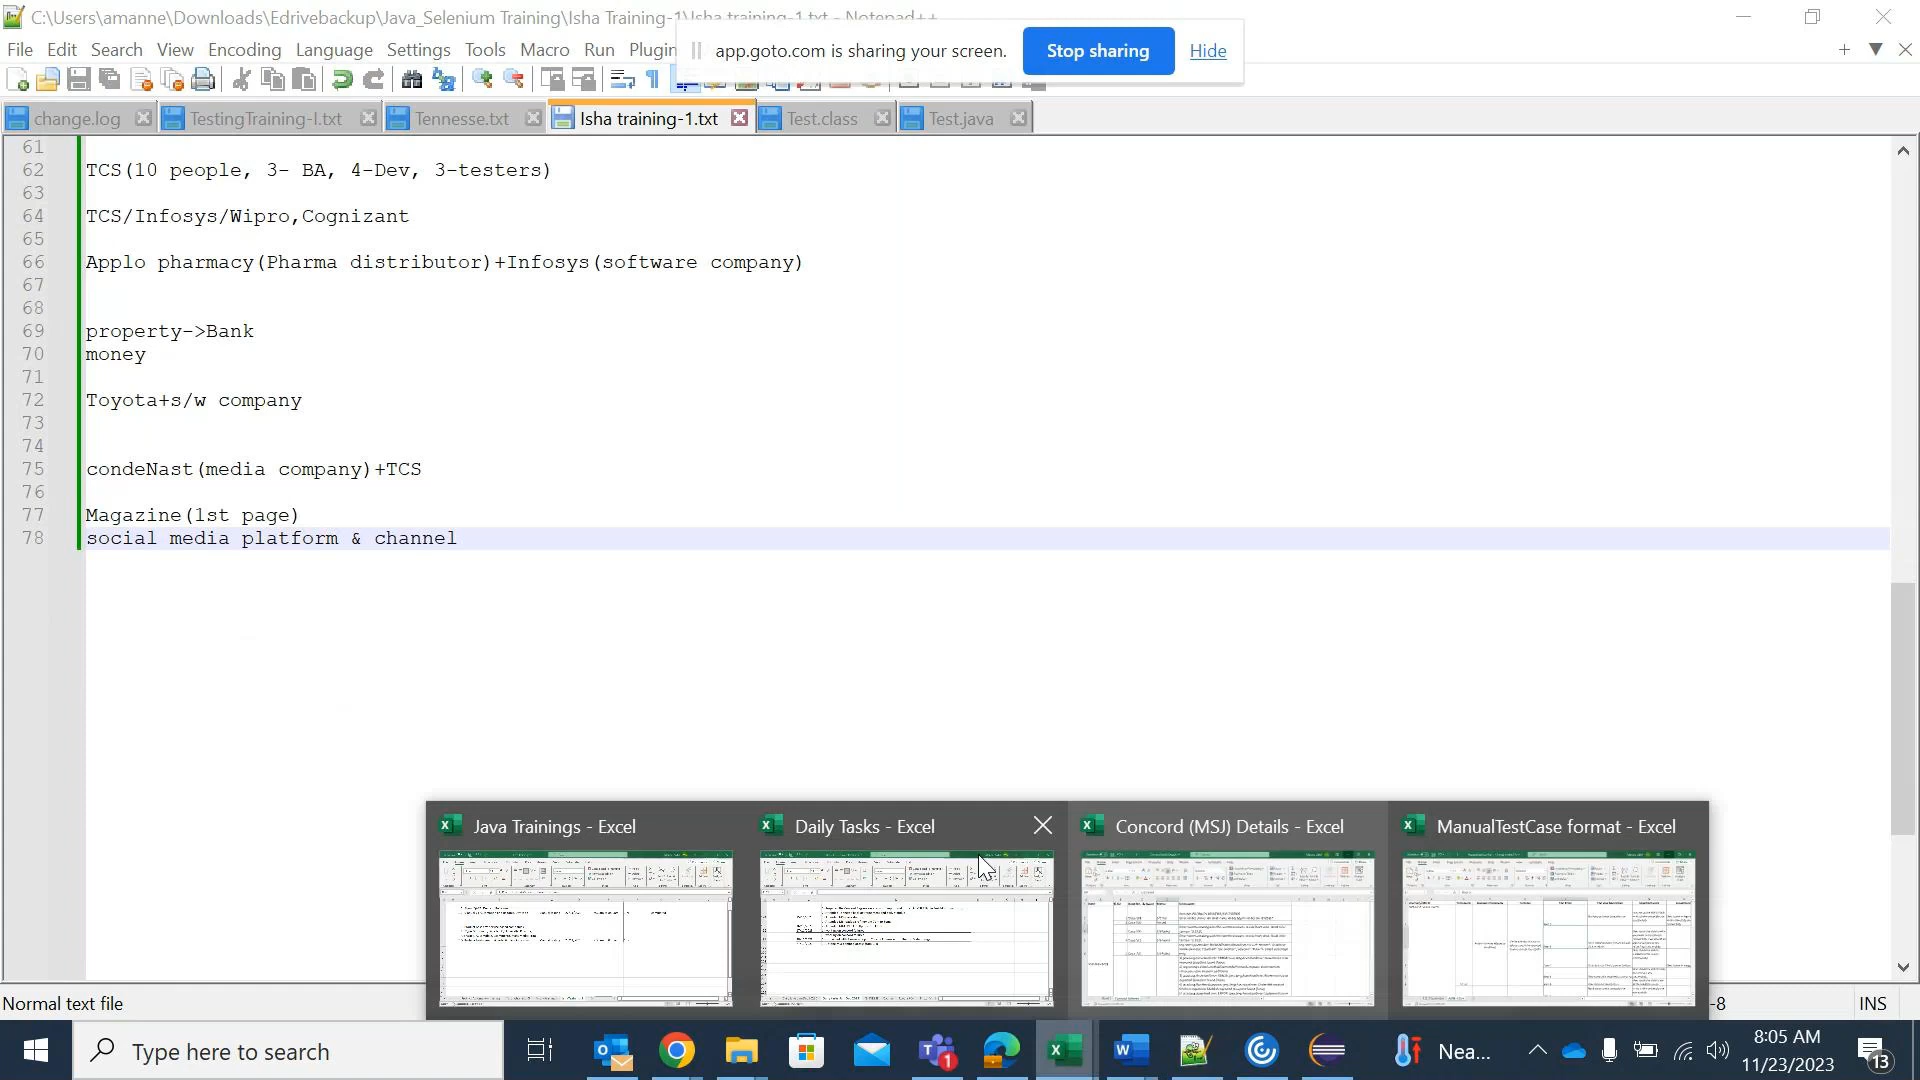 C:\Users\amanne\Downloads\Edrivebackup\Java_Selenium Training\Isha Training-1\Isha training-1.txt - Notepad++
File Edit Search View Encoding Language Settings Tools Macro Run Plugin
app.goto.com is sharing your screen. Stop sharing Hide
change.log TestingTraining-I.txt Tennesse.txt Isha training-1.txt Test.class Test.java
61
62 TCS(10 people, 3- BA, 4-Dev, 3-testers)
63
64 TCS/Infosys/Wipro,Cognizant
65
66 Applo pharmacy(Pharma distributor)+Infosys(software company)
67
68
69 property->Bank
70 money
71
72 Toyota+s/w company
73
74
75 condeNast(media company)+TCS
76
77 Magazine(1st page)
78 social media platform & channel
Java Trainings - Excel Daily Tasks - Excel Concord (MSJ) Details - Excel ManualTestCase format - Excel
Normal text file -8 INS
Type here to search Nea... 8:05 AM
11/23/2023
1
13